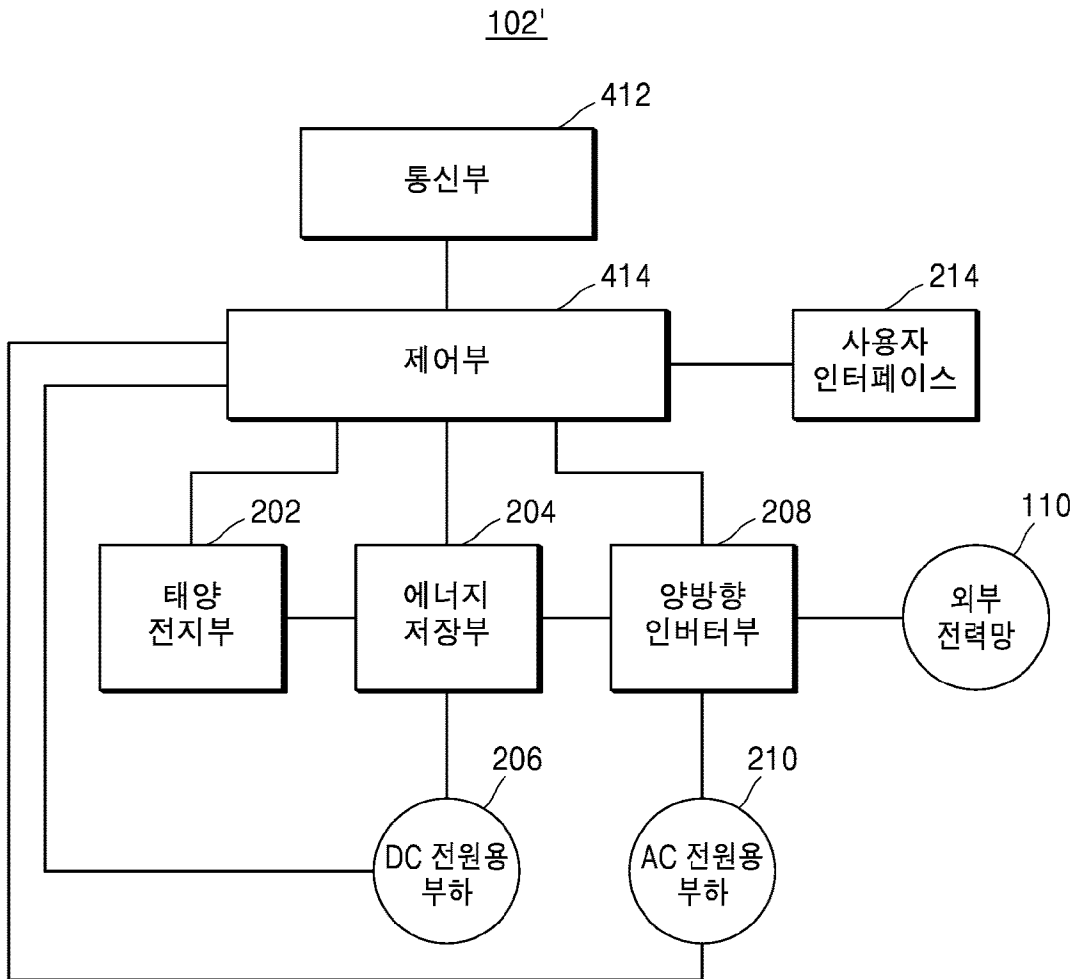 102'
412
통신부
414
제어부
214
사용자
인터페이스
202
태양
전지부
204
에너지
저장부
208
양방향
인버터부
110
외부
전력망
206
DC 전원용
부하
210
AC 전원용
부하